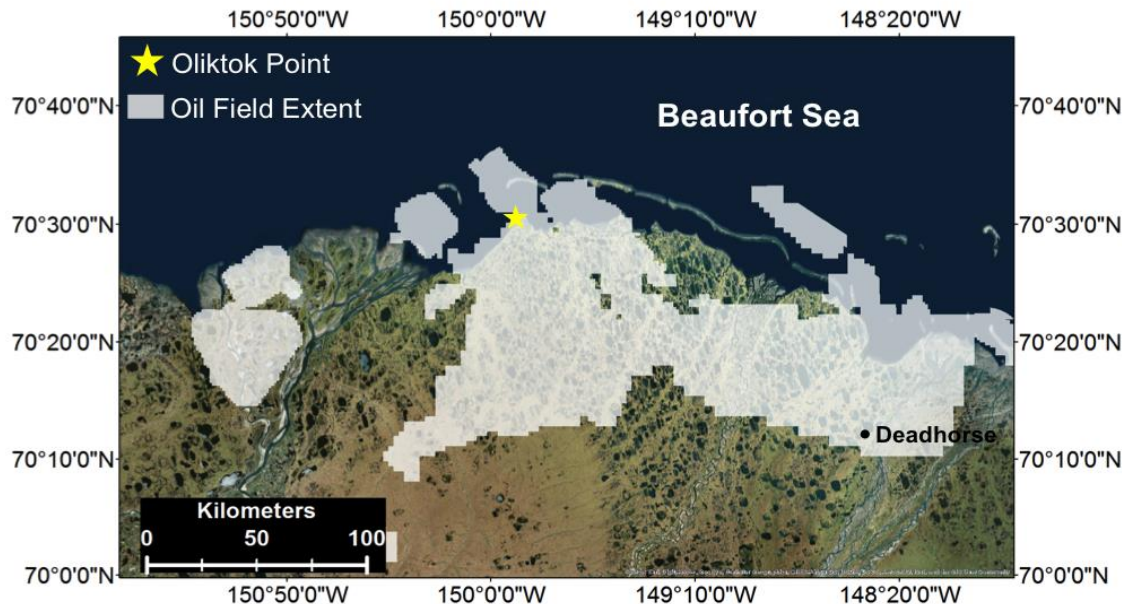 150°50'0"W 150°0'0"W 149°10'0"W 148°20'0"W
Oliktok Point
Oil Field Extent
Beaufort Sea
70°40'0"N 70°40'0"N
70°30'0"N 70°30'0"N
70°20'0"N 70°20'0"N
Deadhorse
70°10'0"N 70°10'0"N
Kilometers
0 50 100
70°0'0"N 70°0'0"N
150°50'0"W 150°0'0"W 149°10'0"W 148°20'0"W